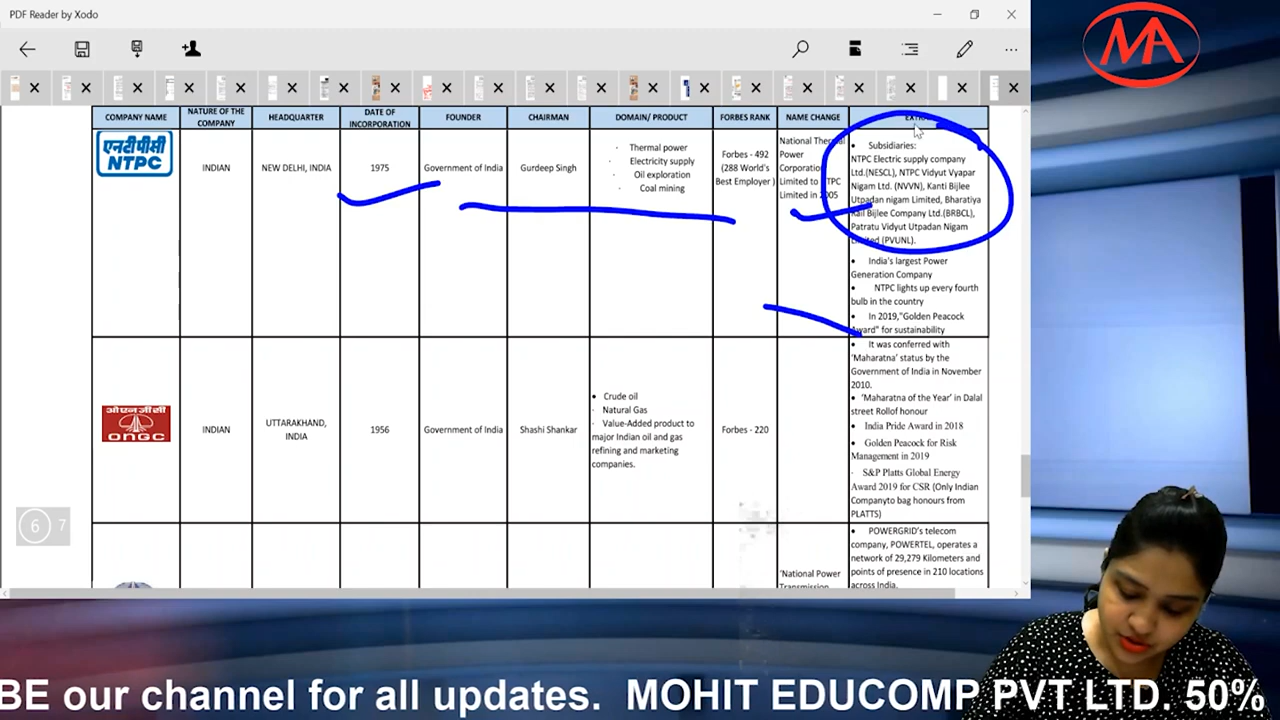 PDF Reader by Xodo
MA
COMPANY NAME
NATURE OF THE
COMPANY
HEADQUARTER
DATE OF
INCORPORATION
FOUNDER
CHAIRMAN
DOMAIN/ PRODUCT
FORBES RANK
NAME CHANGE
एनटीपीसी
NTPC
INDIAN
NEW DELHI, INDIA
1975
Government of India
Gurdeep Singh
- Thermal power
- Electricity supply
- Oil exploration
- Coal mining
Forbes - 492
(288 World's
Best Employer )
National Thermal
Power
Corporation
Limited to NTPC
Limited in 2005
• Subsidiaries:
NTPC Electric supply company
Ltd.(NESCL), NTPC Vidyut Vyapar
Nigam Ltd. (NVVN), Kanti Bijlee
Utpadan nigam Limited, Bharatiya
Rail Bijlee Company Ltd.(BRBCL),
Patratu Vidyut Utpadan Nigam
Limited (PVUNL).
• India's largest Power
Generation Company
• NTPC lights up every fourth
bulb in the country
• In 2019,"Golden Peacock
Award" for sustainability
ओएनजीसी
ONGC
INDIAN
UTTARAKHAND,
INDIA
1956
Government of India
Shashi Shankar
• Crude oil
- Natural Gas
- Value-Added product to
major Indian oil and gas
refining and marketing
companies.
Forbes - 220
• It was conferred with
'Maharatna' status by the
Government of India in November
2010.
• 'Maharatna of the Year' in Dalal
street Rollof honour
• India Pride Award in 2018
• Golden Peacock for Risk
Management in 2019
- S&P Platts Global Energy
Award 2019 for CSR (Only Indian
Companyto bag honours from
PLATTS)
'National Power
Transmission
• POWERGRID's telecom
company, POWERTEL, operates a
network of 29,279 Kilometers and
points of presence in 210 locations
across India.
6 7
BE our channel for all updates. MOHIT EDUCOMP PVT LTD. 50%